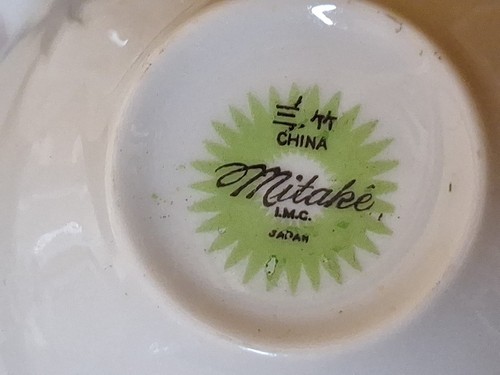 三竹
CHINA
Mitaké
I.M.C.
JAPAN